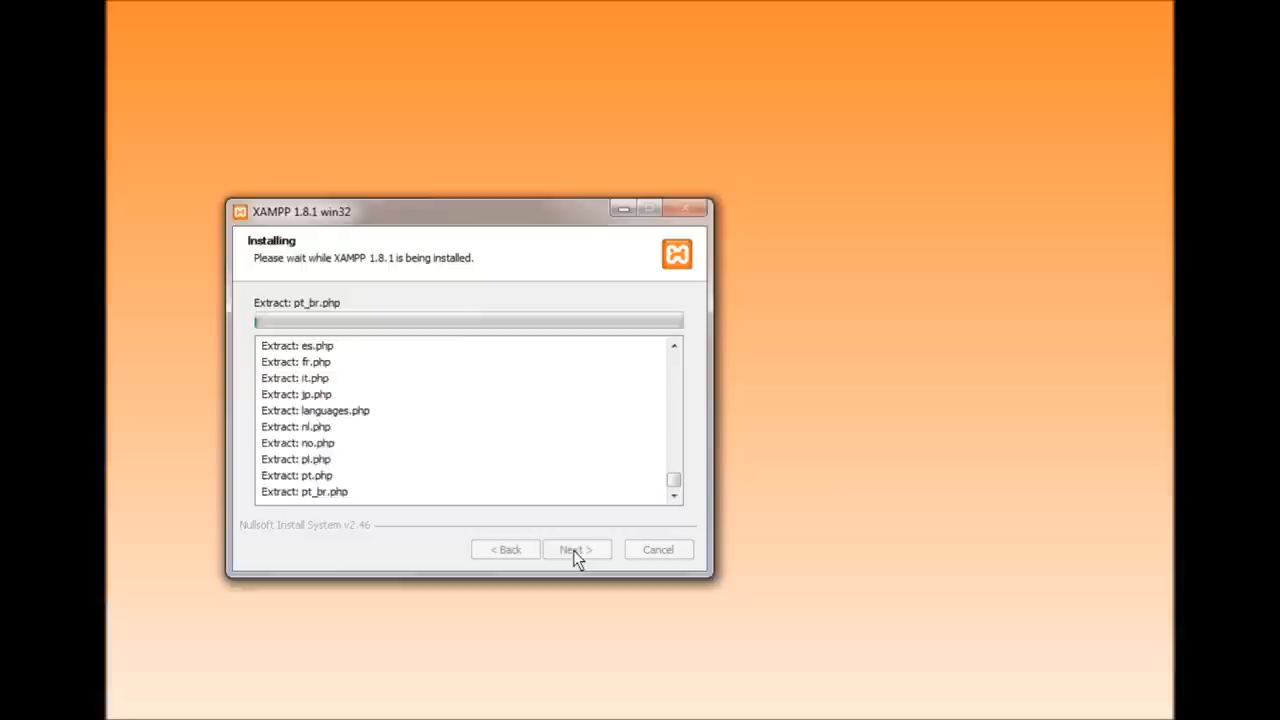 XAMPP 1.8.1 win32
Installing
Please wait while XAMPP 1.8.1 is being installed.
Extract: pt_br.php
Extract: es.php
Extract: fr.php
Extract: it.php
Extract: jp.php
Extract: languages.php
Extract: nl.php
Extract: no.php
Extract: pl.php
Extract: pt.php
Extract: pt_br.php
Nullsoft Install System v2.46
< Back
Next >
Cancel